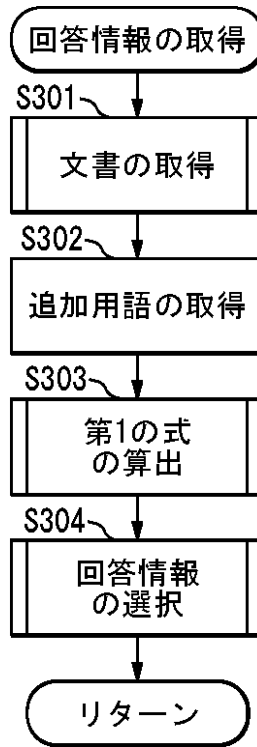 回答情報の取得
S301
文書の取得
S302
追加用語の取得
S303
第1の式
の算出
S304
回答情報
の選択
リターン